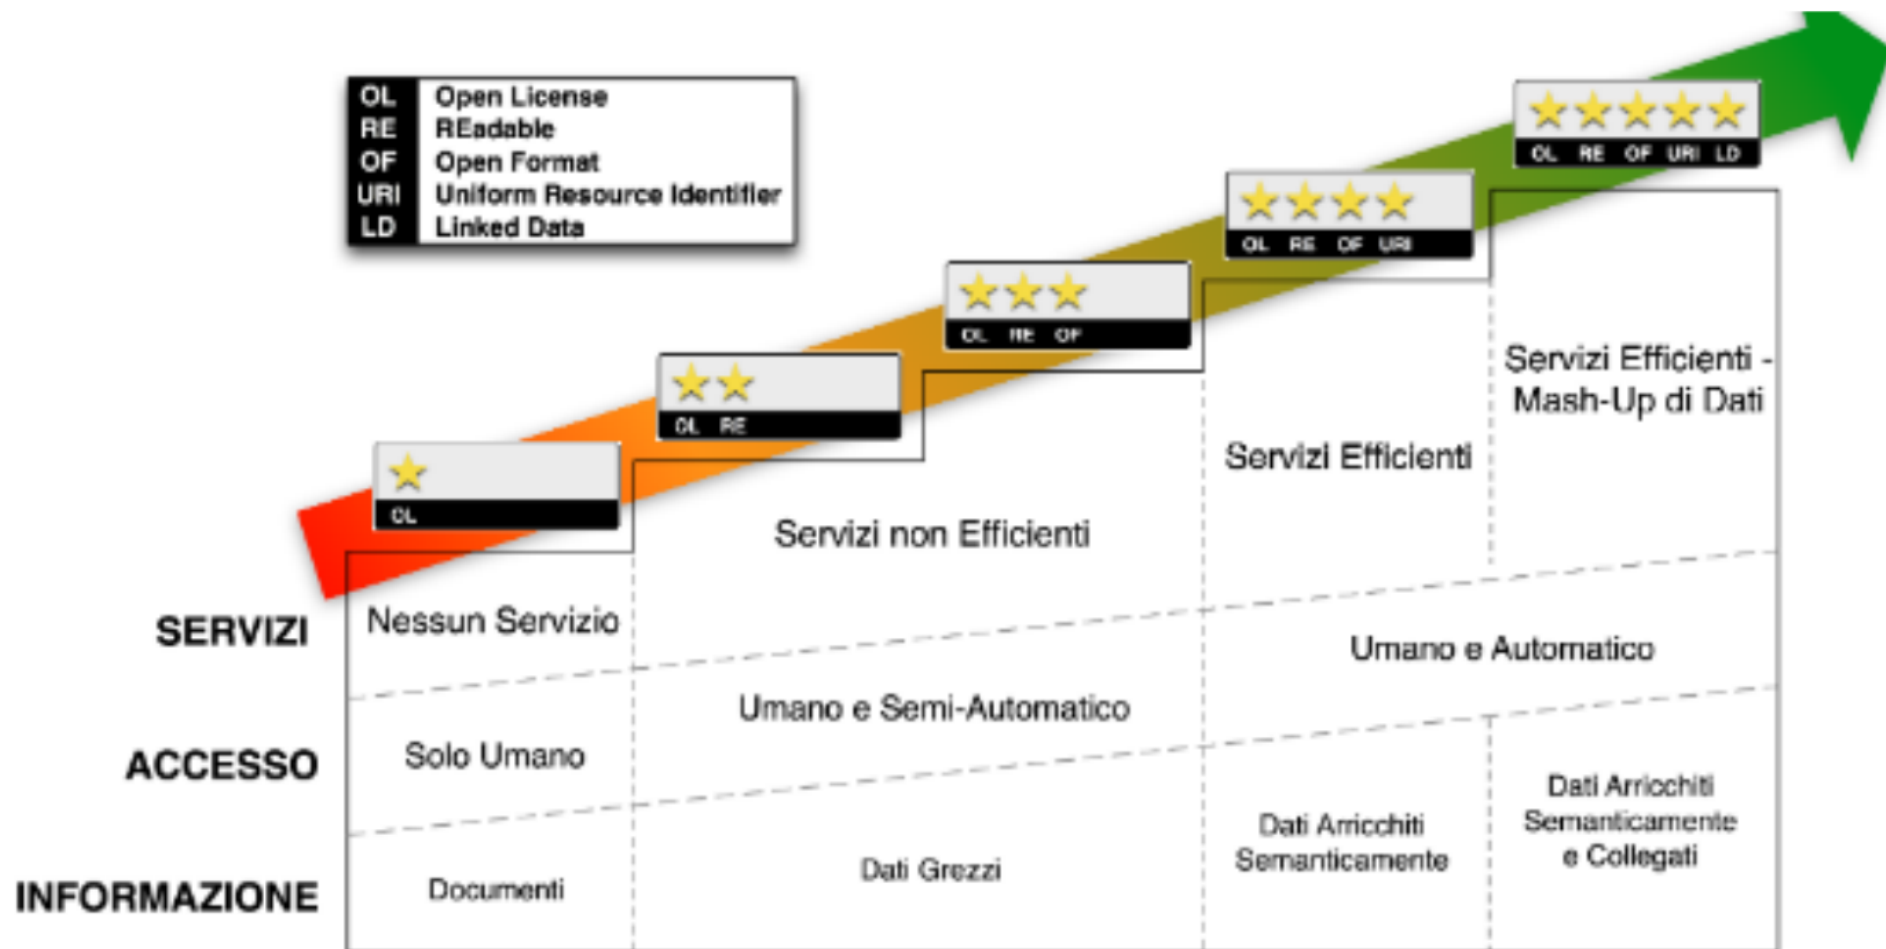 OL Open License
RE REadable
OF Open Format
URI Uniform Resource Identifier
LD Linked Data
OL RE OF URI LD
OL RE OF URI
OL RE OF
OL RE
OL
Servizi Efficienti -
Mash-Up di Dati
Servizi Efficienti
Servizi non Efficienti
SERVIZI
Nessun Servizio
Umano e Automatico
Umano e Semi-Automatico
ACCESSO
Solo Umano
Dati Arricchiti
Semanticamente
e Collegati
Dati Arricchiti
Semanticamente
Dati Grezzi
INFORMAZIONE
Documenti